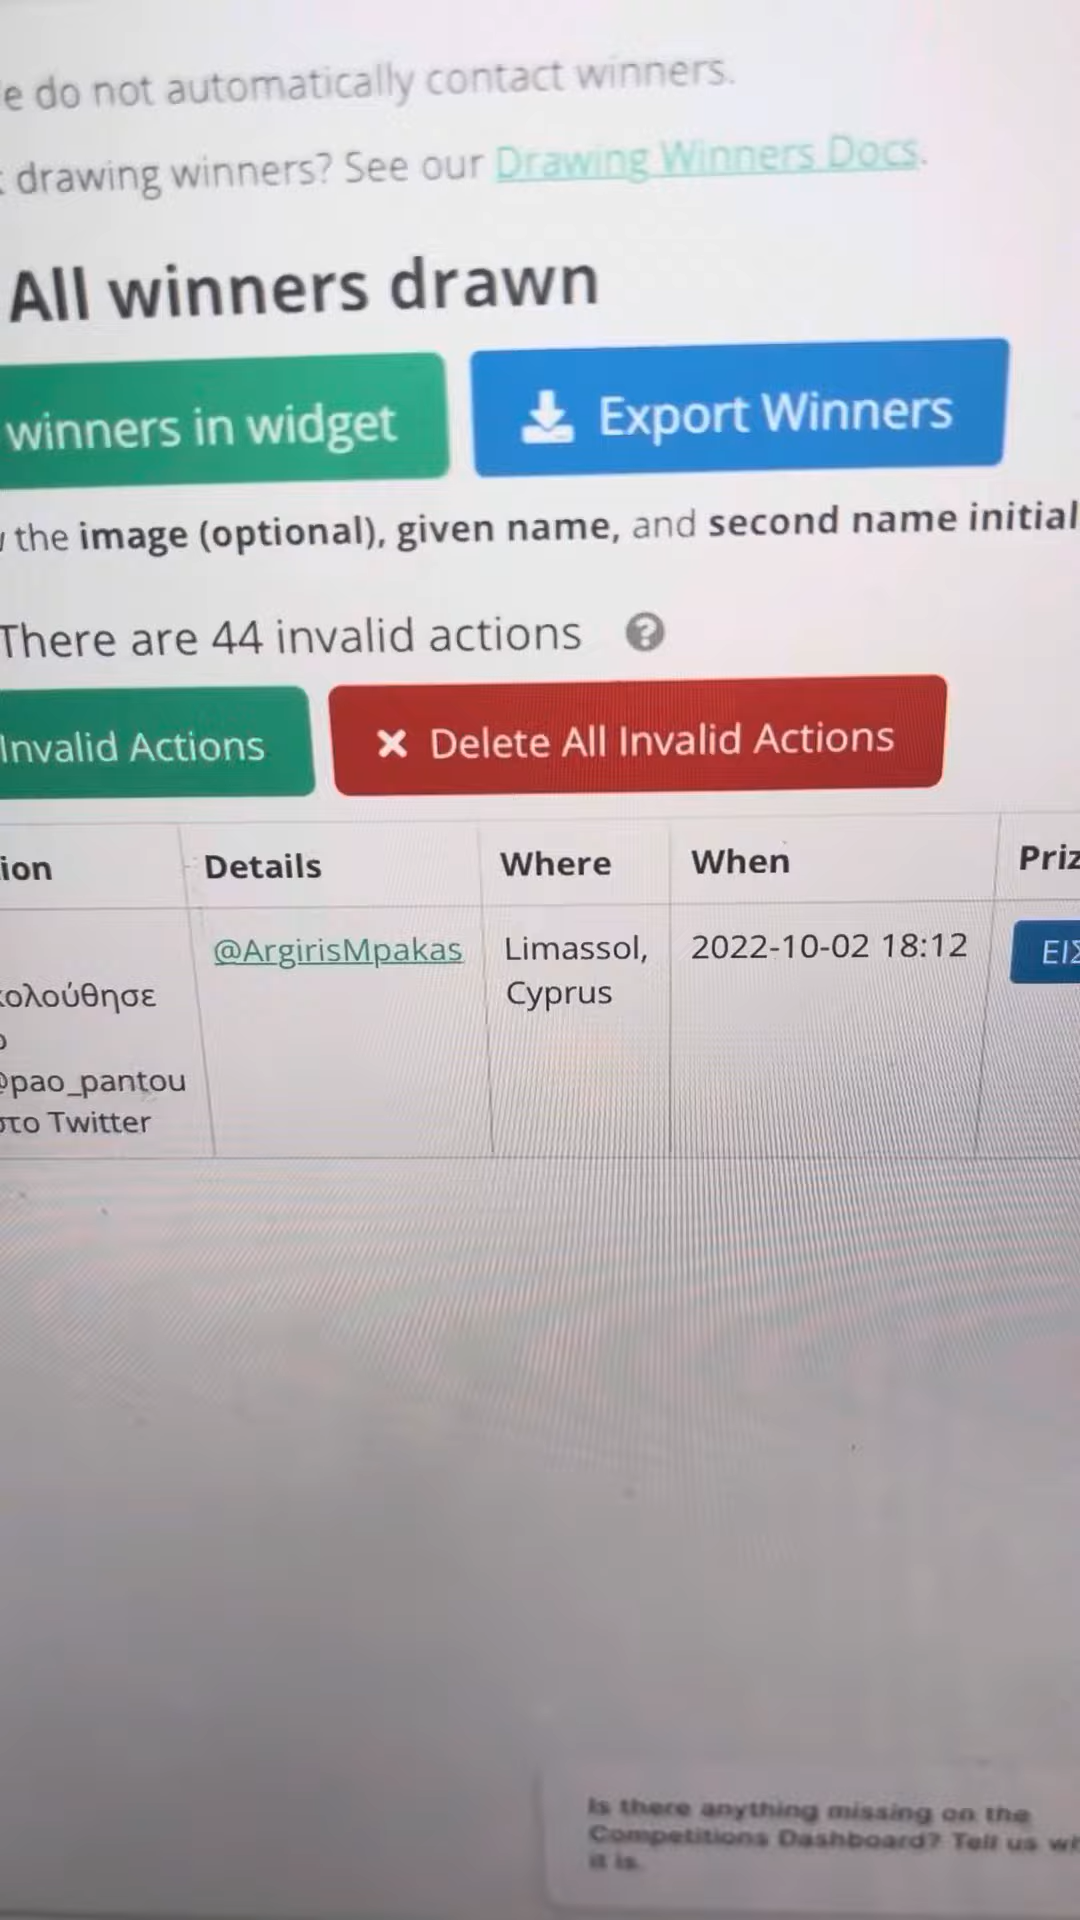 e do not automatically contact winners.
drawing winners? See our Drawing Winners Docs.
All winners drawn
winners in widget
Export Winners
the image (optional), given name, and second name initial
There are 44 invalid actions
Invalid Actions
Delete All Invalid Actions
ion Details Where When Priz
@ArgirisMpakas Limassol, 2022-10-02 18:12 ΕΙΣ
Cyprus
κολούθησε
@pao_pantou
στο Twitter
Is there anything missing on the
Competitions Dashboard? Tell us wh
it is.